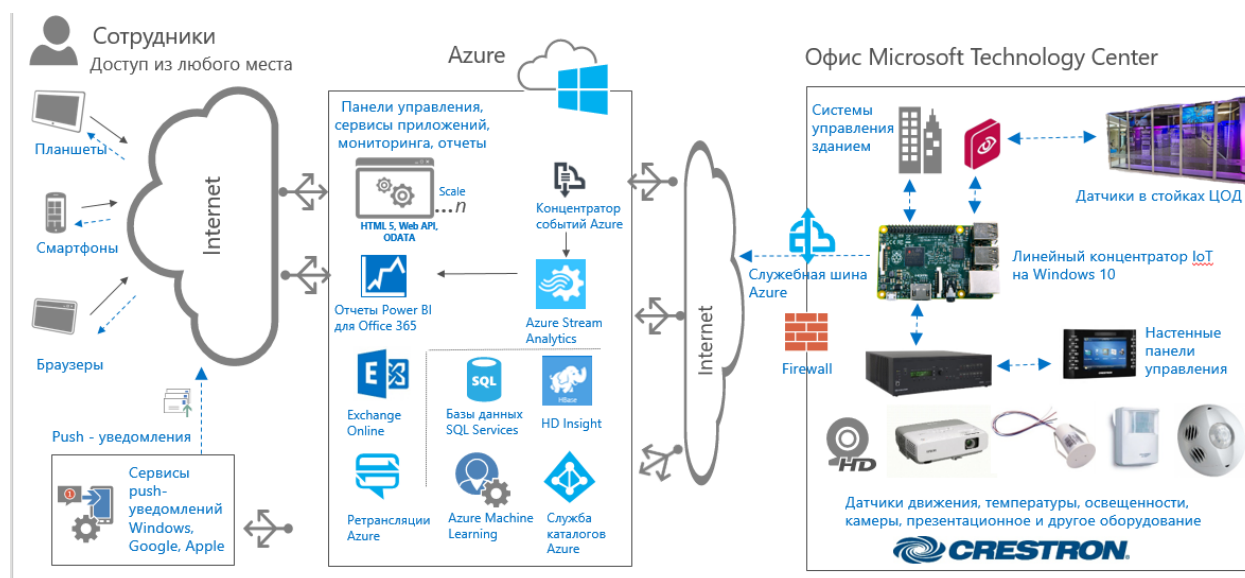 Сотрудники
Доступ из любого места
Планшеты
Смартфоны
Браузеры
Internet
Push - уведомления
Сервисы
push-
уведомлений
Windows,
Google, Apple
Azure
Панели управления,
сервисы приложений,
мониторинга, отчеты
Scale
...n
HTML 5, Web API,
ODATA
Концентратор
событий Azure
Отчеты Power BI
для Office 365
Azure Stream
Analytics
Exchange
Online
SQL
Базы данных
SQL Services
HBase
HD Insight
Ретрансляции
Azure
Azure Machine
Learning
Служба
каталогов
Azure
Internet
Офис Microsoft Technology Center
Системы
управления
зданием
Датчики в стойках ЦОД
Служебная шина
Azure
Линейный концентратор IoT
на Windows 10
Firewall
Настенные
панели
управления
HD
Датчики движения, температуры, освещенности,
камеры, презентационное и другое оборудование
CRESTRON